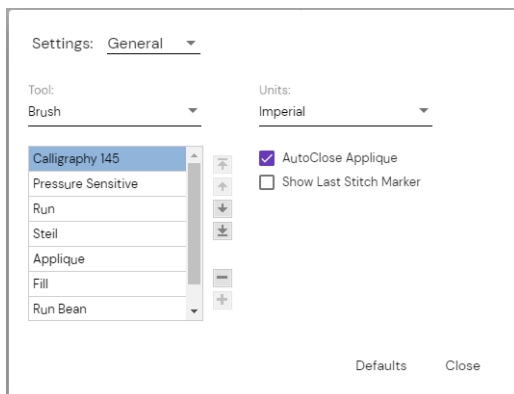 Settings: General
Tool:
Brush
Units:
Imperial
Calligraphy 145
Pressure Sensitive
Run
Steil
Applique
Fill
Run Bean
AutoClose Applique
Show Last Stitch Marker
Defaults Close